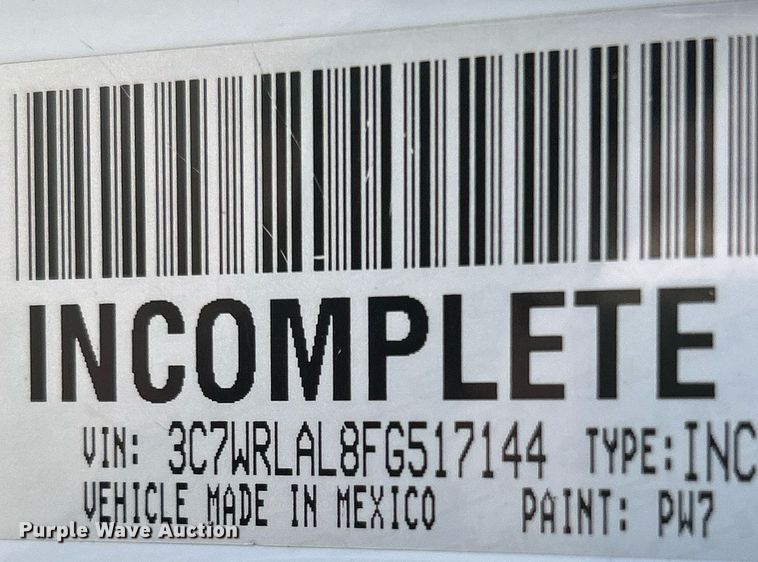 INCOMPLETE
VIN: 3C7WRLAL8FG517144 TYPE: INC
VEHICLE MADE IN MEXICO PAINT: PW7
Purple Wave Auction